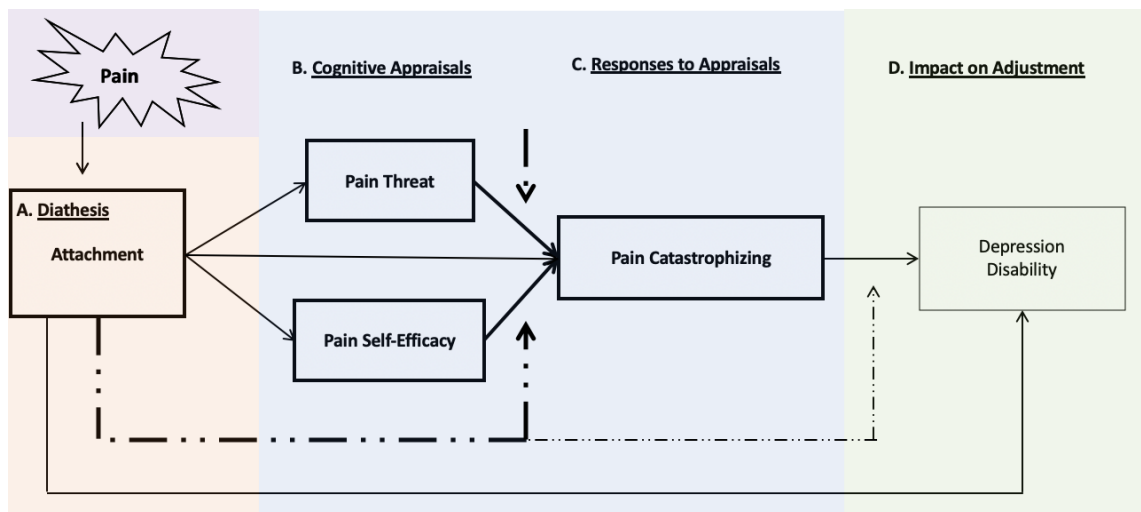 Pain
B. Cognitive Appraisals
C. Responses to Appraisals
D. Impact on Adjustment
Pain Threat
A. Diathesis
Attachment
Pain Catastrophizing
Depression
Disability
Pain Self-Efficacy